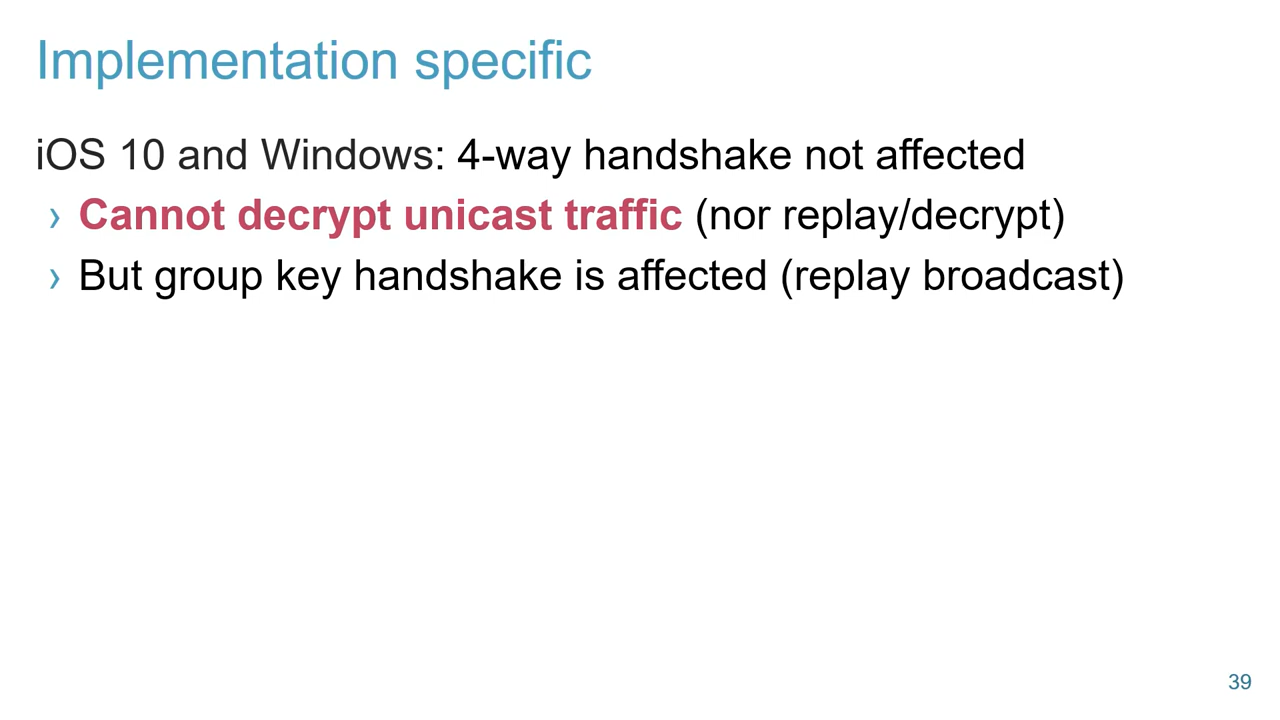 Implementation specific
iOS 10 and Windows: 4-way handshake not affected
› Cannot decrypt unicast traffic (nor replay/decrypt)
› But group key handshake is affected (replay broadcast)
39